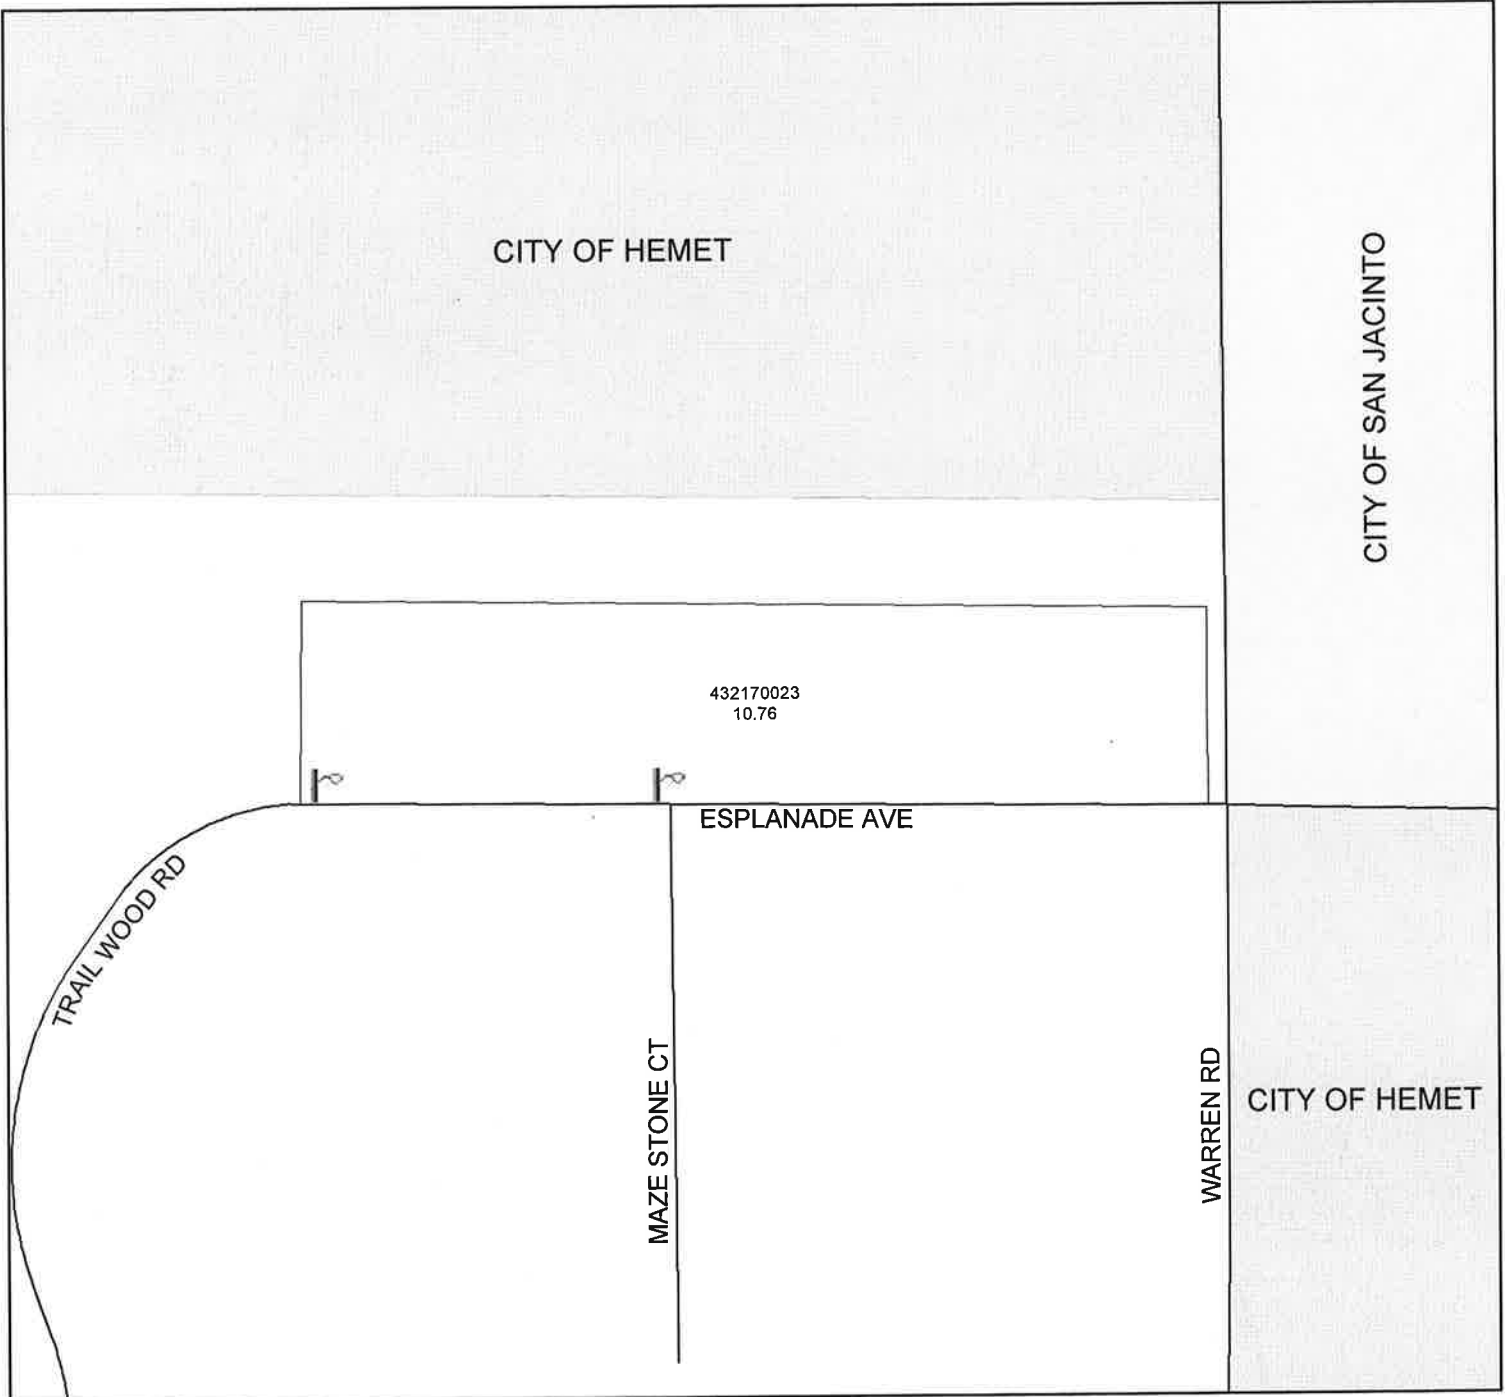 CITY OF HEMET
CITY OF SAN JACINTO
432170023
10.76
ESPLANADE AVE
TRAIL WOOD RD
MAZE STONE CT
WARREN RD
CITY OF HEMET